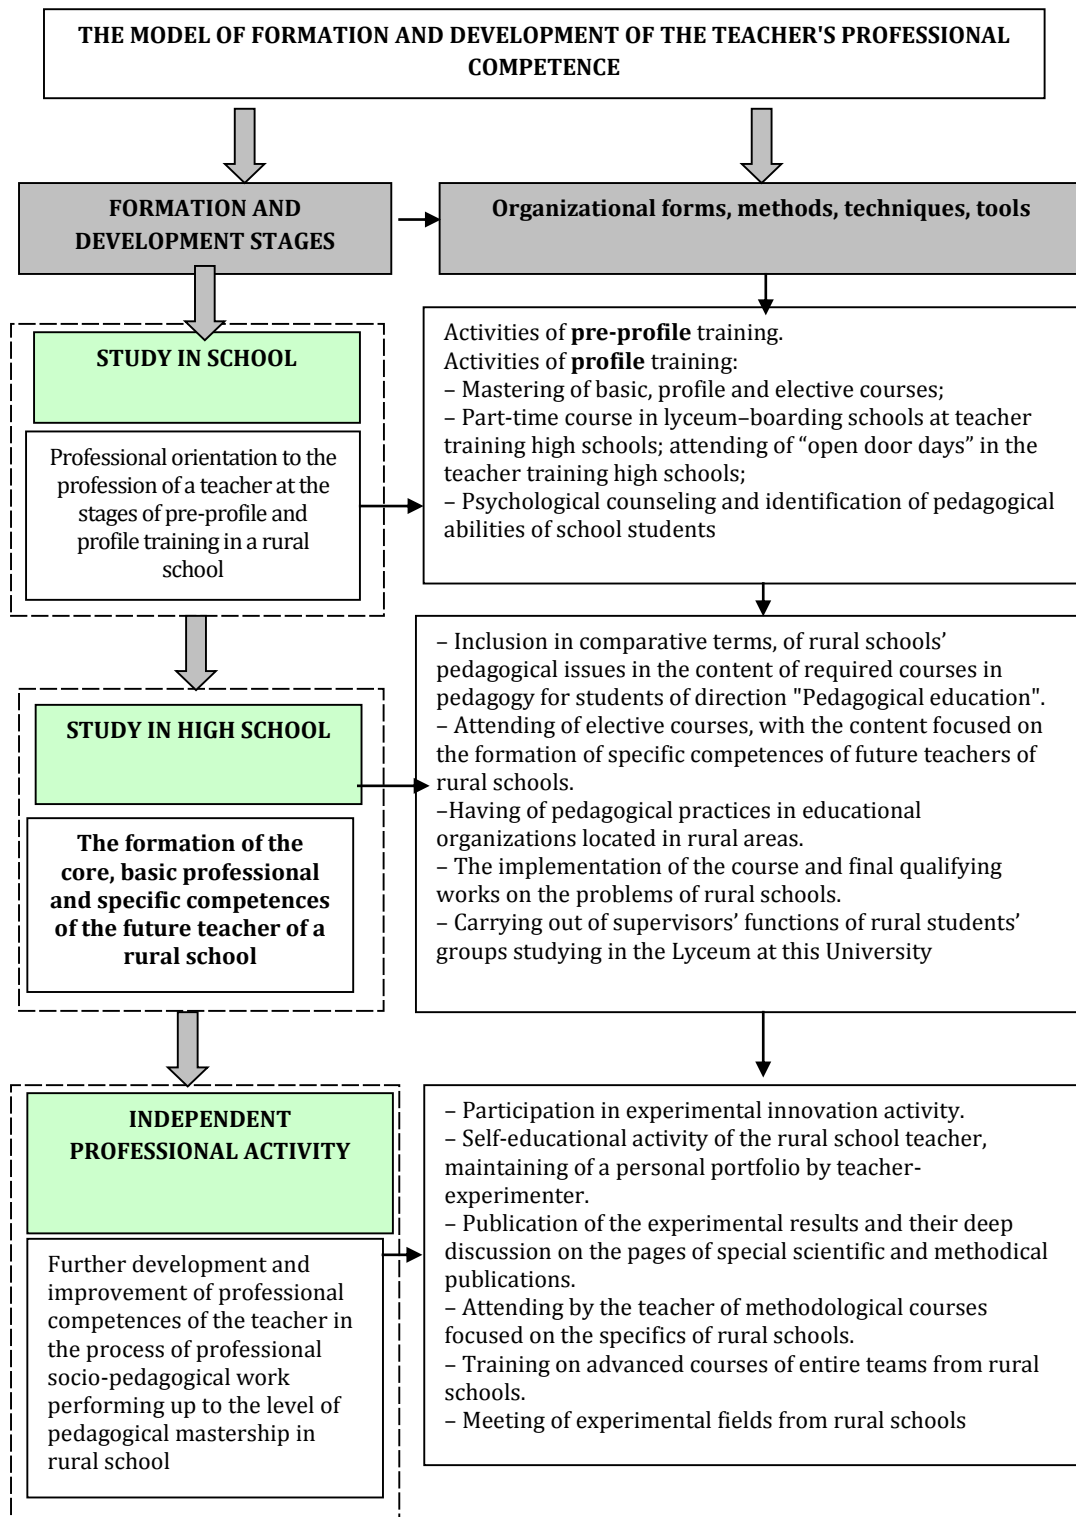 THE MODEL OF FORMATION AND DEVELOPMENT OF THE TEACHER'S PROFESSIONAL
COMPETENCE
FORMATION AND
DEVELOPMENT STAGES
Organizational forms, methods, techniques, tools
STUDY IN SCHOOL
Professional orientation to the
profession of a teacher at the
stages of pre-profile and
profile training in a rural
school
Activities of pre-profile training.
Activities of profile training:
– Mastering of basic, profile and elective courses;
– Part-time course in lyceum–boarding schools at teacher
training high schools; attending of “open door days” in the
teacher training high schools;
– Psychological counseling and identification of pedagogical
abilities of school students
STUDY IN HIGH SCHOOL
The formation of the
core, basic professional
and specific competences
of the future teacher of a
rural school
– Inclusion in comparative terms, of rural schools’
pedagogical issues in the content of required courses in
pedagogy for students of direction "Pedagogical education".
– Attending of elective courses, with the content focused on
the formation of specific competences of future teachers of
rural schools.
–Having of pedagogical practices in educational
organizations located in rural areas.
– The implementation of the course and final qualifying
works on the problems of rural schools.
– Carrying out of supervisors’ functions of rural students’
groups studying in the Lyceum at this University
INDEPENDENT
PROFESSIONAL ACTIVITY
Further development and
improvement of professional
competences of the teacher in
the process of professional
socio-pedagogical work
performing up to the level of
pedagogical mastership in
rural school
– Participation in experimental innovation activity.
– Self-educational activity of the rural school teacher,
maintaining of a personal portfolio by teacher-
experimenter.
– Publication of the experimental results and their deep
discussion on the pages of special scientific and methodical
publications.
– Attending by the teacher of methodological courses
focused on the specifics of rural schools.
– Training on advanced courses of entire teams from rural
schools.
– Meeting of experimental fields from rural schools